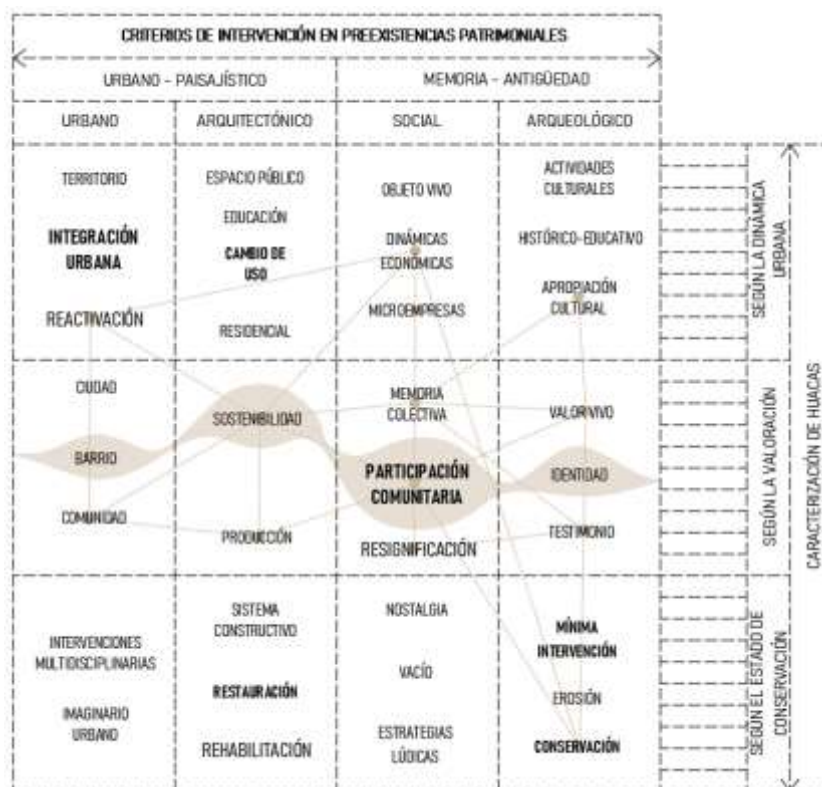 CRITERIOS DE INTERVENCIÓN EN PREEXISTENCIAS PATRIMONIALES
URBANO - PAISAJÍSTICO
MEMORIA - ANTIGÜEDAD
URBANO
ARQUITECTÓNICO
SOCIAL
ARQUEOLÓGICO
TERRITORIO
INTEGRACIÓN
URBANA
REACTIVACIÓN
ESPACIO PÚBLICO
EDUCACIÓN
CAMBIO DE
USO
RESIDENCIAL
OBJETO VIVO
DINÁMICAS
ECONÓMICAS
MICROEMPRESAS
ACTIVIDADES
CULTURALES
HISTÓRICO-EDUCATIVO
APROPIACIÓN
CULTURAL
SEGÚN LA DINÁMICA
URBANA
CIUDAD
BARRIO
COMUNIDAD
SOSTENIBILIDAD
PRODUCCIÓN
MEMORIA
COLECTIVA
PARTICIPACIÓN
COMUNITARIA
RESIGNIFICACIÓN
VALOR VIVO
IDENTIDAD
TESTIMONIO
SEGÚN LA VALORACIÓN
INTERVENCIONES
MULTIDISCIPLINARIAS
IMAGINARIO
URBANO
SISTEMA
CONSTRUCTIVO
RESTAURACIÓN
REHABILITACIÓN
NOSTALGIA
VACÍO
ESTRATEGIAS
LÚDICAS
MÍNIMA
INTERVENCIÓN
EROSIÓN
CONSERVACIÓN
SEGÚN EL ESTADO DE
CONSERVACIÓN
CARACTERIZACIÓN DE HUACAS